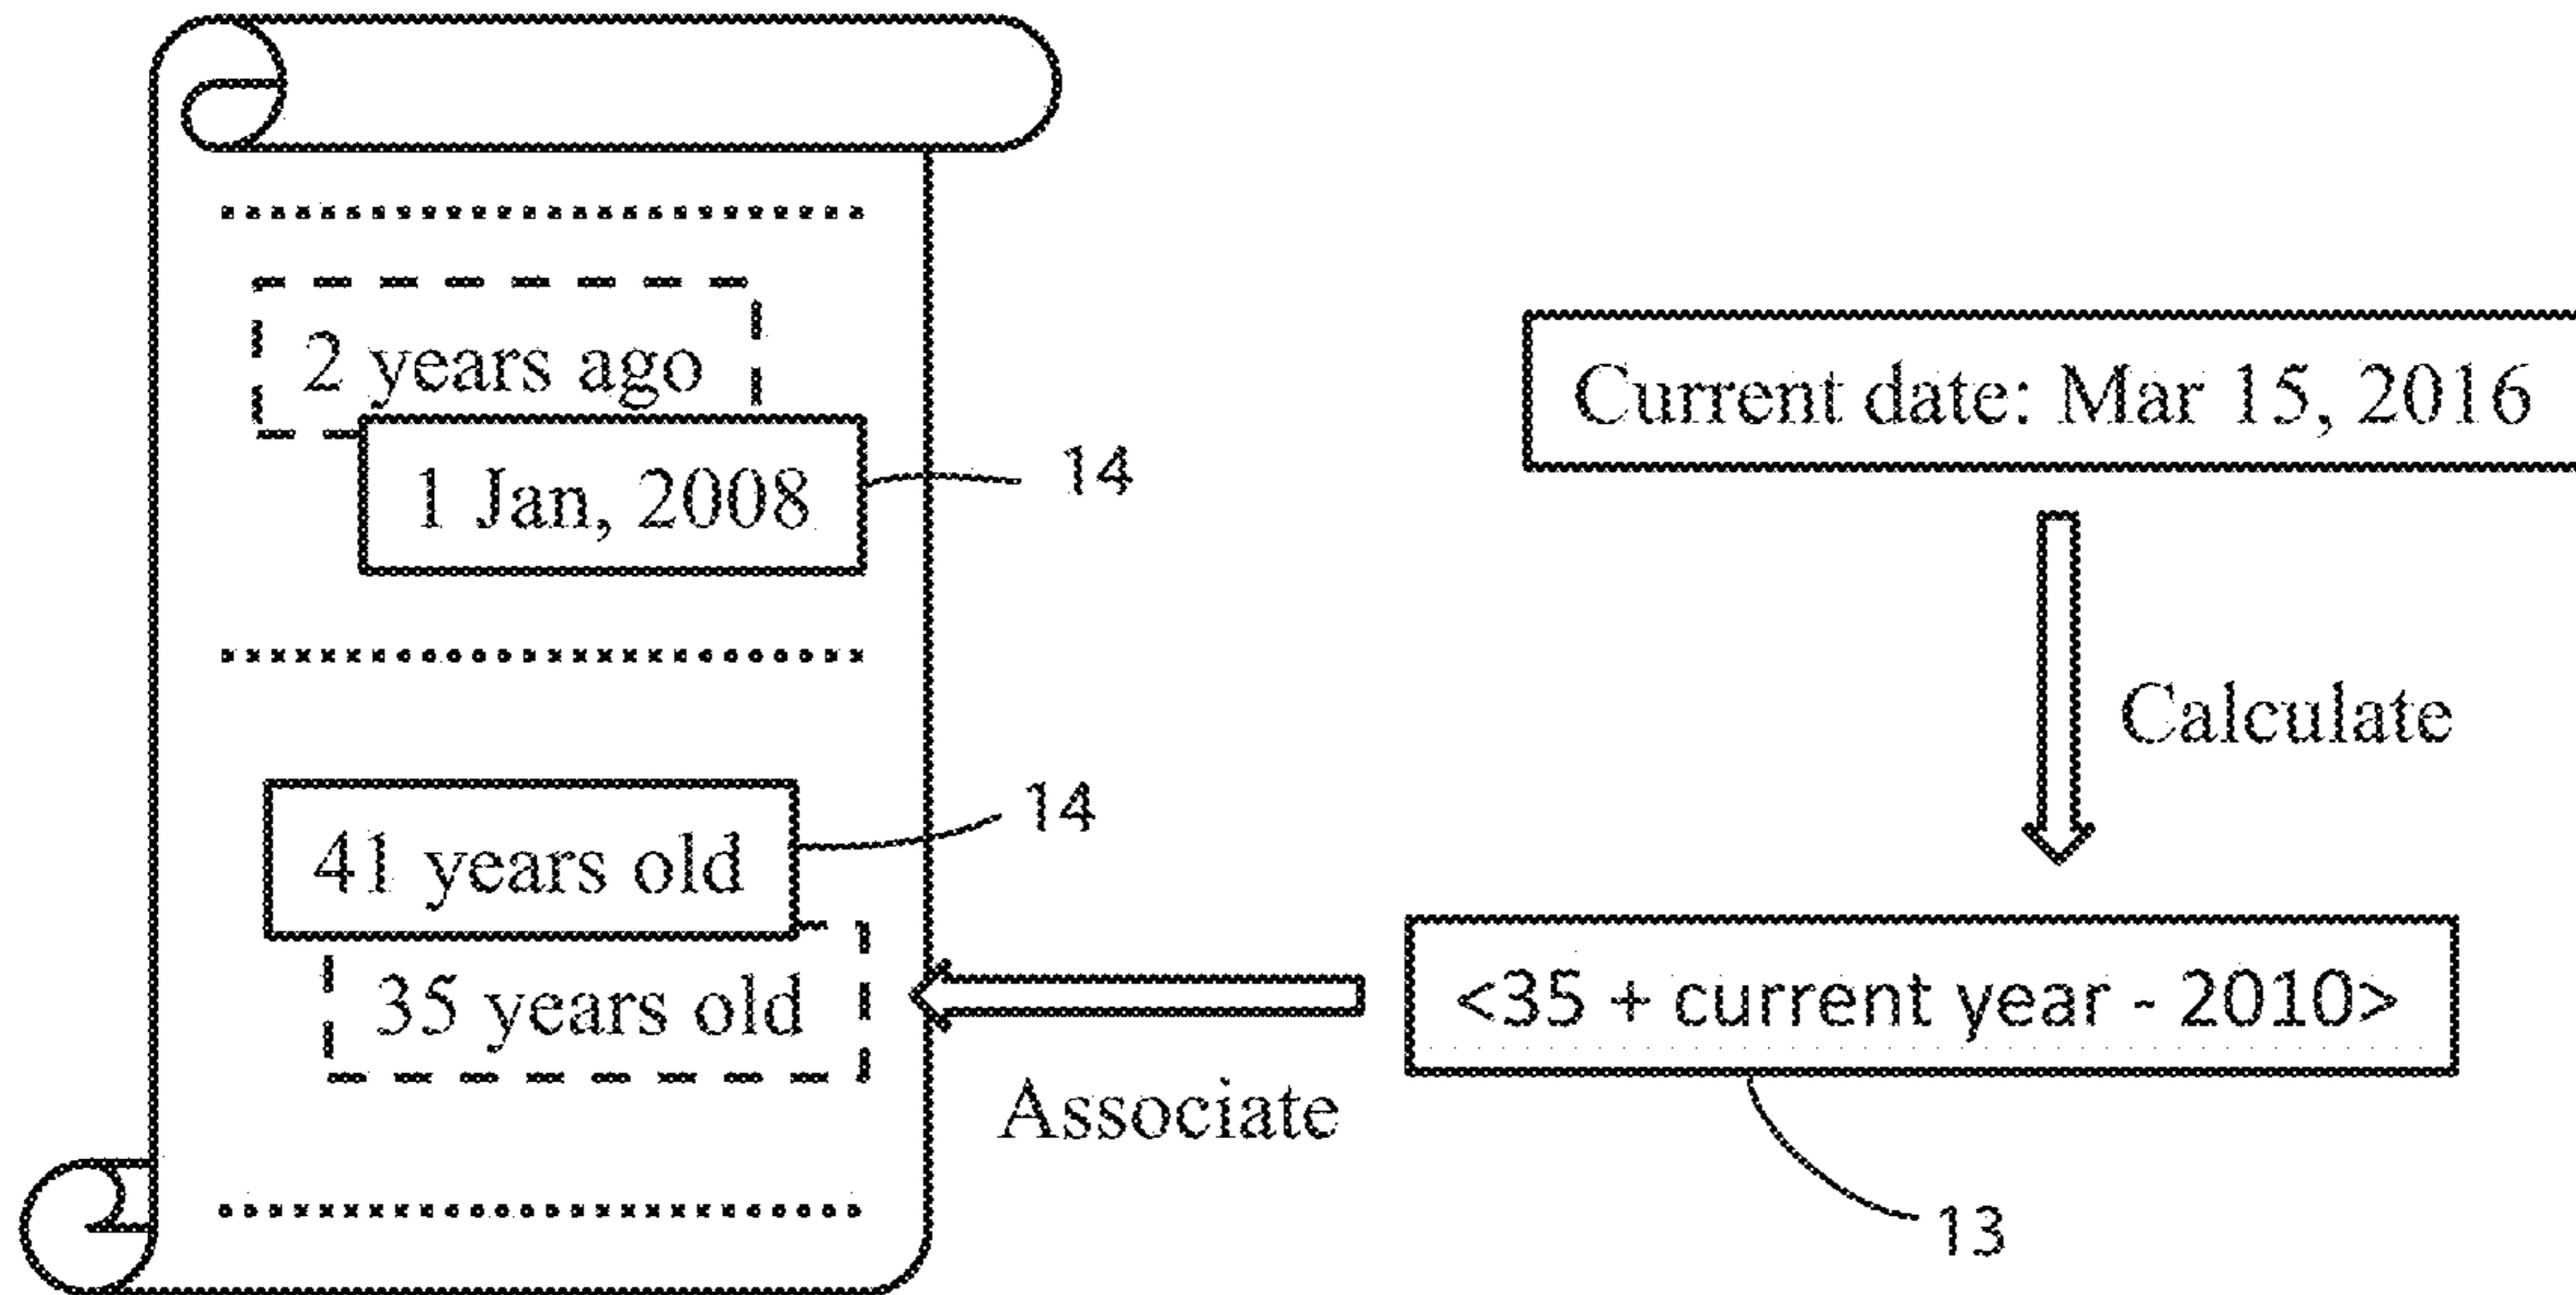 2 years ago
1 Jan, 2008
14
41 years old
14
35 years old
Current date: Mar 15, 2016
Calculate
<35 + current year - 2010>
Associate
13